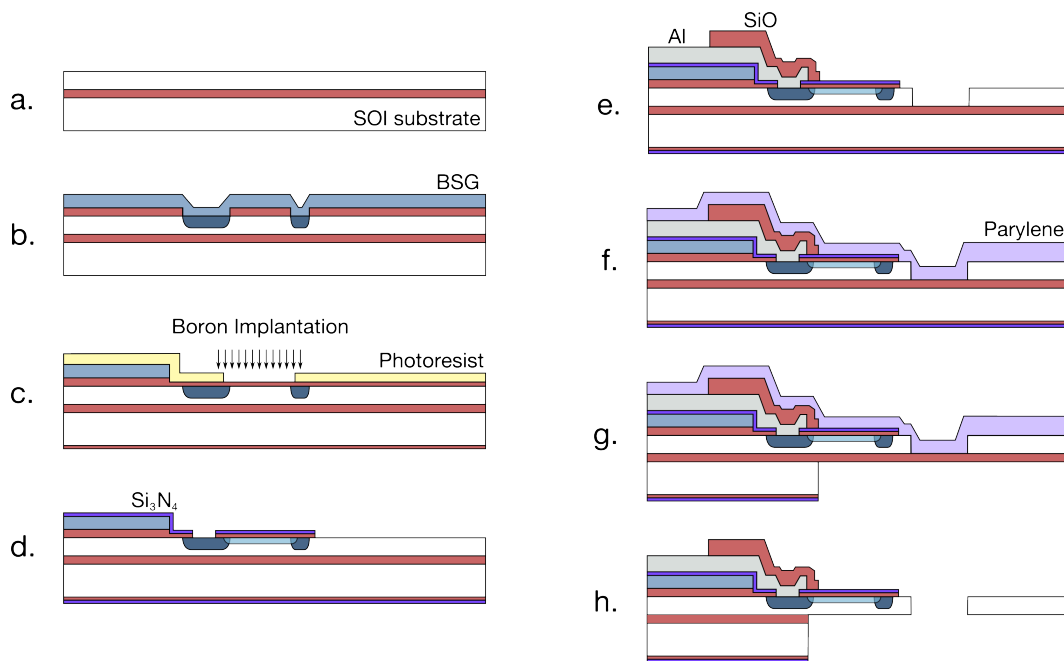 a.
SOI substrate
b.
BSG
c.
Boron Implantation
Photoresist
d.
Si₃N₄
e.
Al
SiO
f.
Parylene
g.
h.